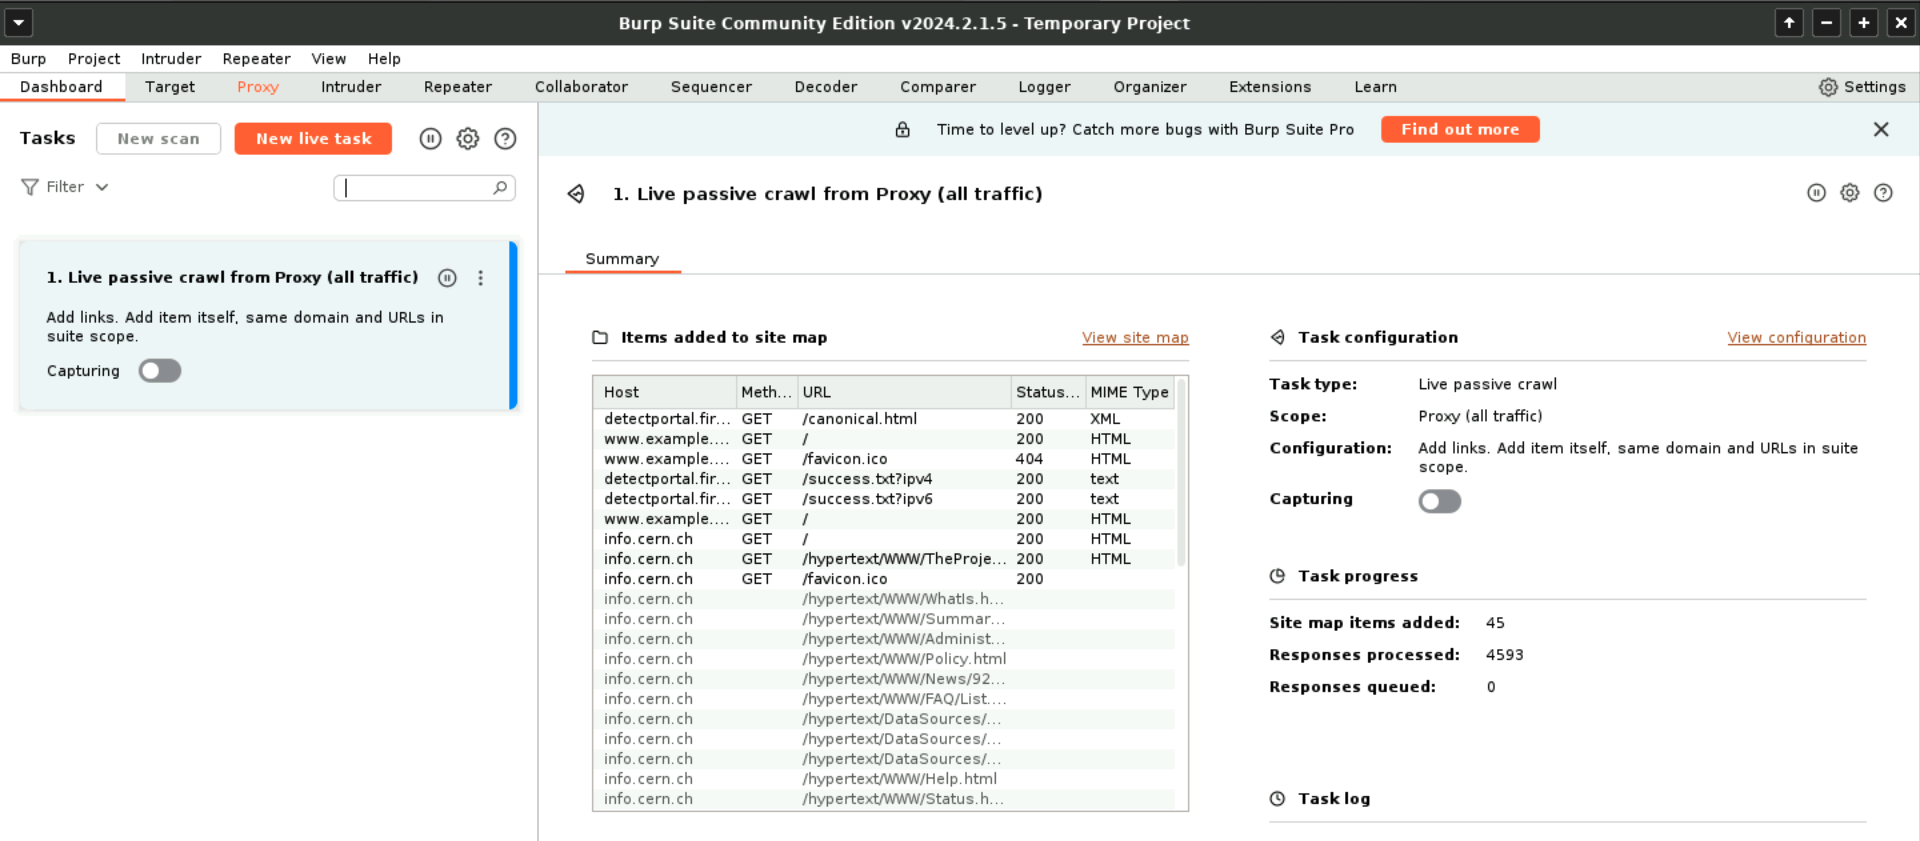 Burp Suite Community Edition v2024.2.1.5 - Temporary Project
Burp Project Intruder Repeater View Help
Dashboard Target Proxy Intruder Repeater Collaborator Sequencer Decoder Comparer Logger Organizer Extensions Learn Settings
Tasks New scan New live task
Time to level up? Catch more bugs with Burp Suite Pro Find out more
Filter
1. Live passive crawl from Proxy (all traffic)
Add links. Add item itself, same domain and URLs in
suite scope.
Capturing
1. Live passive crawl from Proxy (all traffic)
Summary
Items added to site map View site map
Host Meth... URL Status... MIME Type
detectportal.fir... GET /canonical.html 200 XML
www.example.... GET / 200 HTML
www.example.... GET /favicon.ico 404 HTML
detectportal.fir... GET /success.txt?ipv4 200 text
detectportal.fir... GET /success.txt?ipv6 200 text
www.example.... GET / 200 HTML
info.cern.ch GET / 200 HTML
info.cern.ch GET /hypertext/WWW/TheProje... 200 HTML
info.cern.ch GET /favicon.ico 200
info.cern.ch /hypertext/WWW/WhatIs.h...
info.cern.ch /hypertext/WWW/Summar...
info.cern.ch /hypertext/WWW/Administ...
info.cern.ch /hypertext/WWW/Policy.html
info.cern.ch /hypertext/WWW/News/92...
info.cern.ch /hypertext/WWW/FAQ/List....
info.cern.ch /hypertext/DataSources/...
info.cern.ch /hypertext/DataSources/...
info.cern.ch /hypertext/DataSources/...
info.cern.ch /hypertext/WWW/Help.html
info.cern.ch /hypertext/WWW/Status.h...
Task configuration View configuration
Task type: Live passive crawl
Scope: Proxy (all traffic)
Configuration: Add links. Add item itself, same domain and URLs in suite
scope.
Capturing
Task progress
Site map items added: 45
Responses processed: 4593
Responses queued: 0
Task log